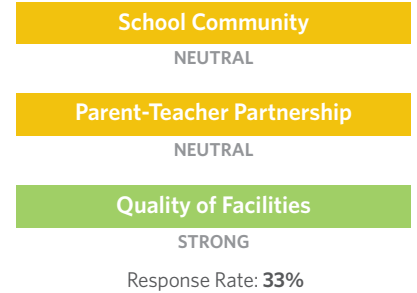 School Community
NEUTRAL
Parent-Teacher Partnership
NEUTRAL
Quality of Facilities
STRONG
Response Rate: 33%